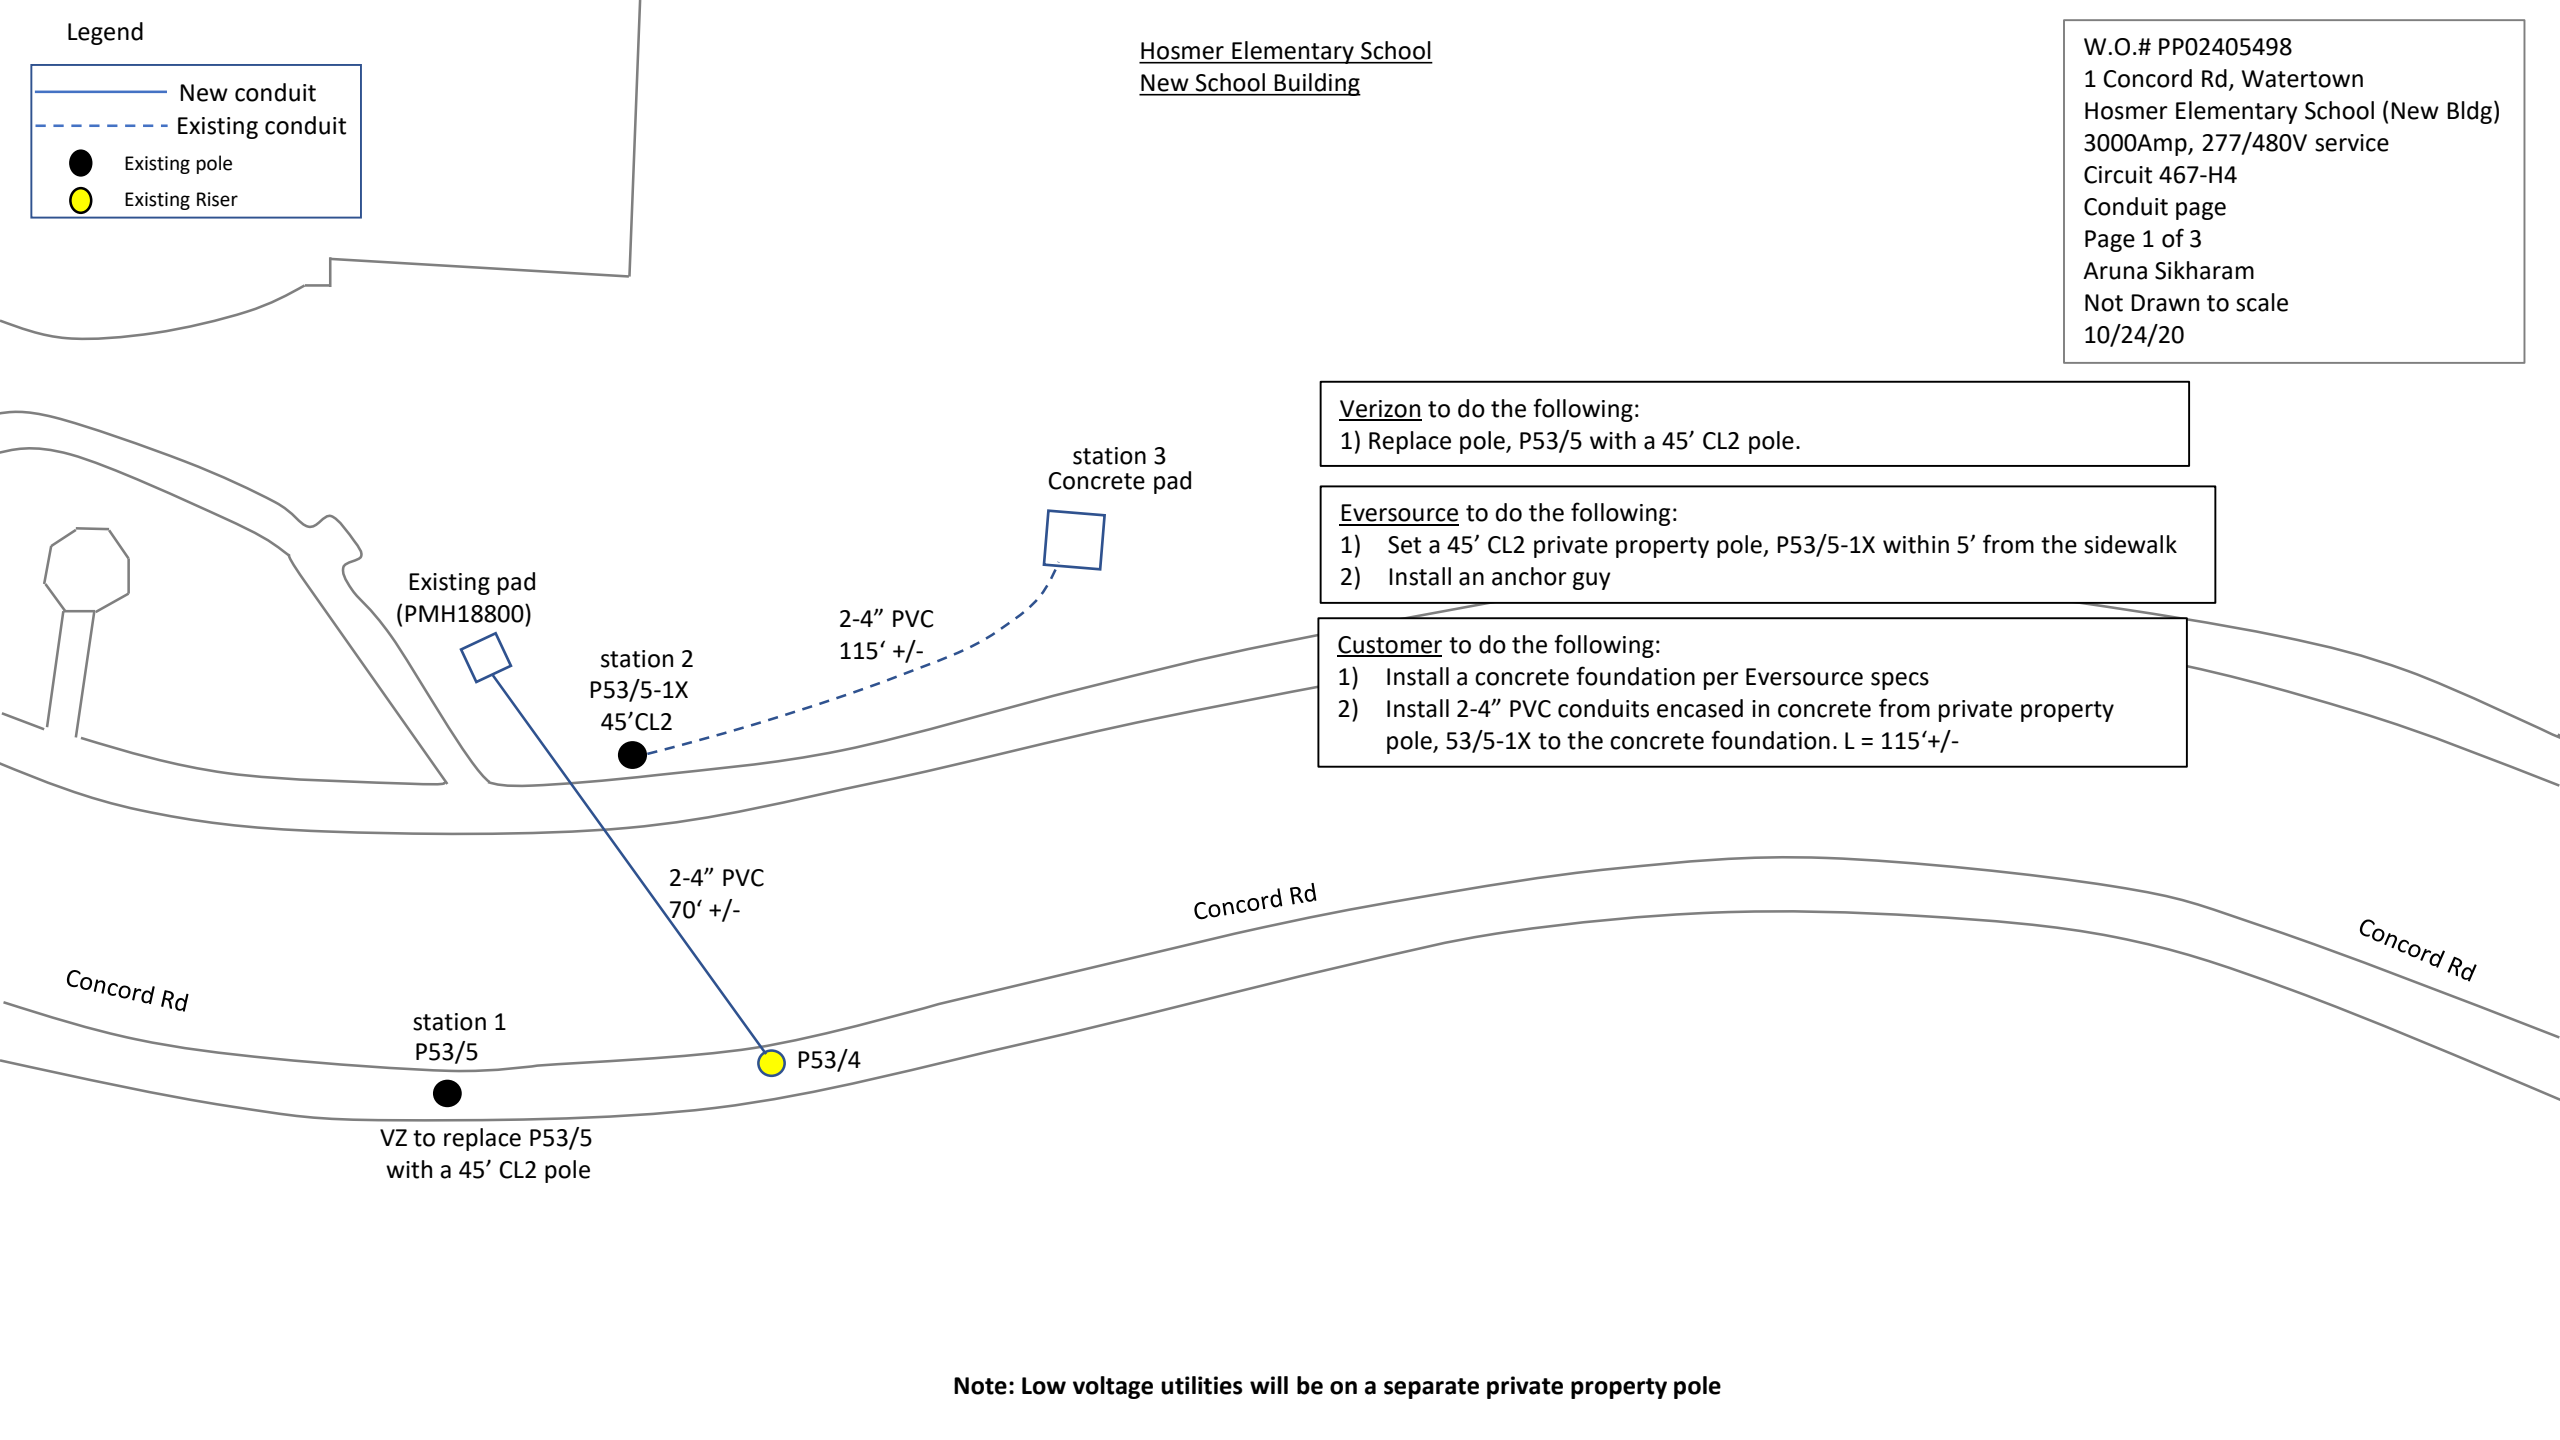 Legend
New conduit
Existing conduit
Existing pole
Existing Riser
Hosmer Elementary School
New School Building
W.O.# PP02405498
1 Concord Rd, Watertown
Hosmer Elementary School (New Bldg)
3000Amp, 277/480V service
Circuit 467-H4
Conduit page
Page 1 of 3
Aruna Sikharam
Not Drawn to scale
10/24/20
Verizon to do the following:
1) Replace pole, P53/5 with a 45’ CL2 pole.
Eversource to do the following:
1) Set a 45’ CL2 private property pole, P53/5-1X within 5’ from the sidewalk
2) Install an anchor guy
Customer to do the following:
1) Install a concrete foundation per Eversource specs
2) Install 2-4” PVC conduits encased in concrete from private property
pole, 53/5-1X to the concrete foundation. L = 115‘+/-
station 3
Concrete pad
Existing pad
(PMH18800)
2-4” PVC
115‘ +/-
station 2
P53/5-1X
45’CL2
2-4” PVC
70‘ +/-
Concord Rd
Concord Rd
Concord Rd
station 1
P53/5
P53/4
VZ to replace P53/5
with a 45’ CL2 pole
Note: Low voltage utilities will be on a separate private property pole